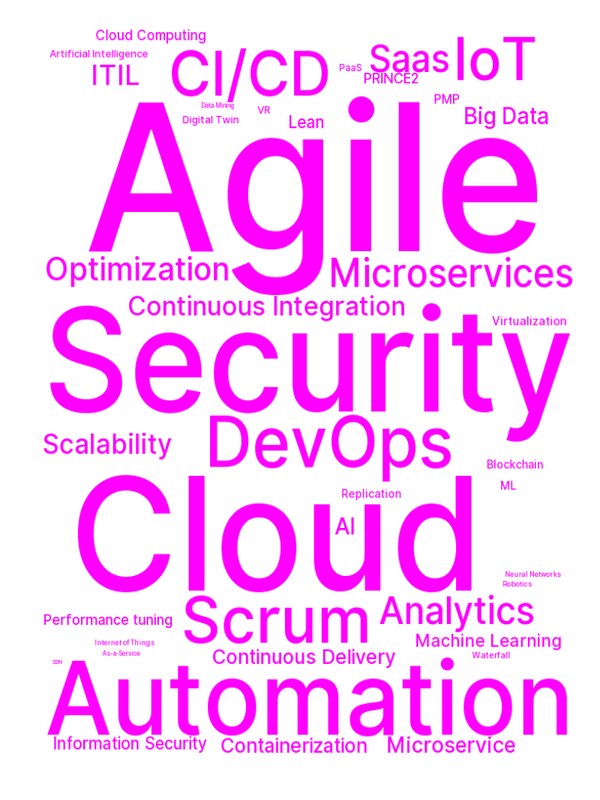 Cloud Computing
Artificial Intelligence
ITIL
CI/CD
PaaS
Saas
PRINCE2
IoT
Data Mining
VR
Digital Twin
Lean
PMP
Big Data
Agile
Optimization
Microservices
Continuous Integration
Virtualization
Security
Scalability
DevOps
Blockchain
ML
Replication
AI
Cloud
Neural Networks
Robotics
Performance tuning
Scrum
Analytics
Machine Learning
Internet of Things
As-a-Service
Continuous Delivery
Waterfall
SDN
Automation
Information Security
Containerization
Microservice